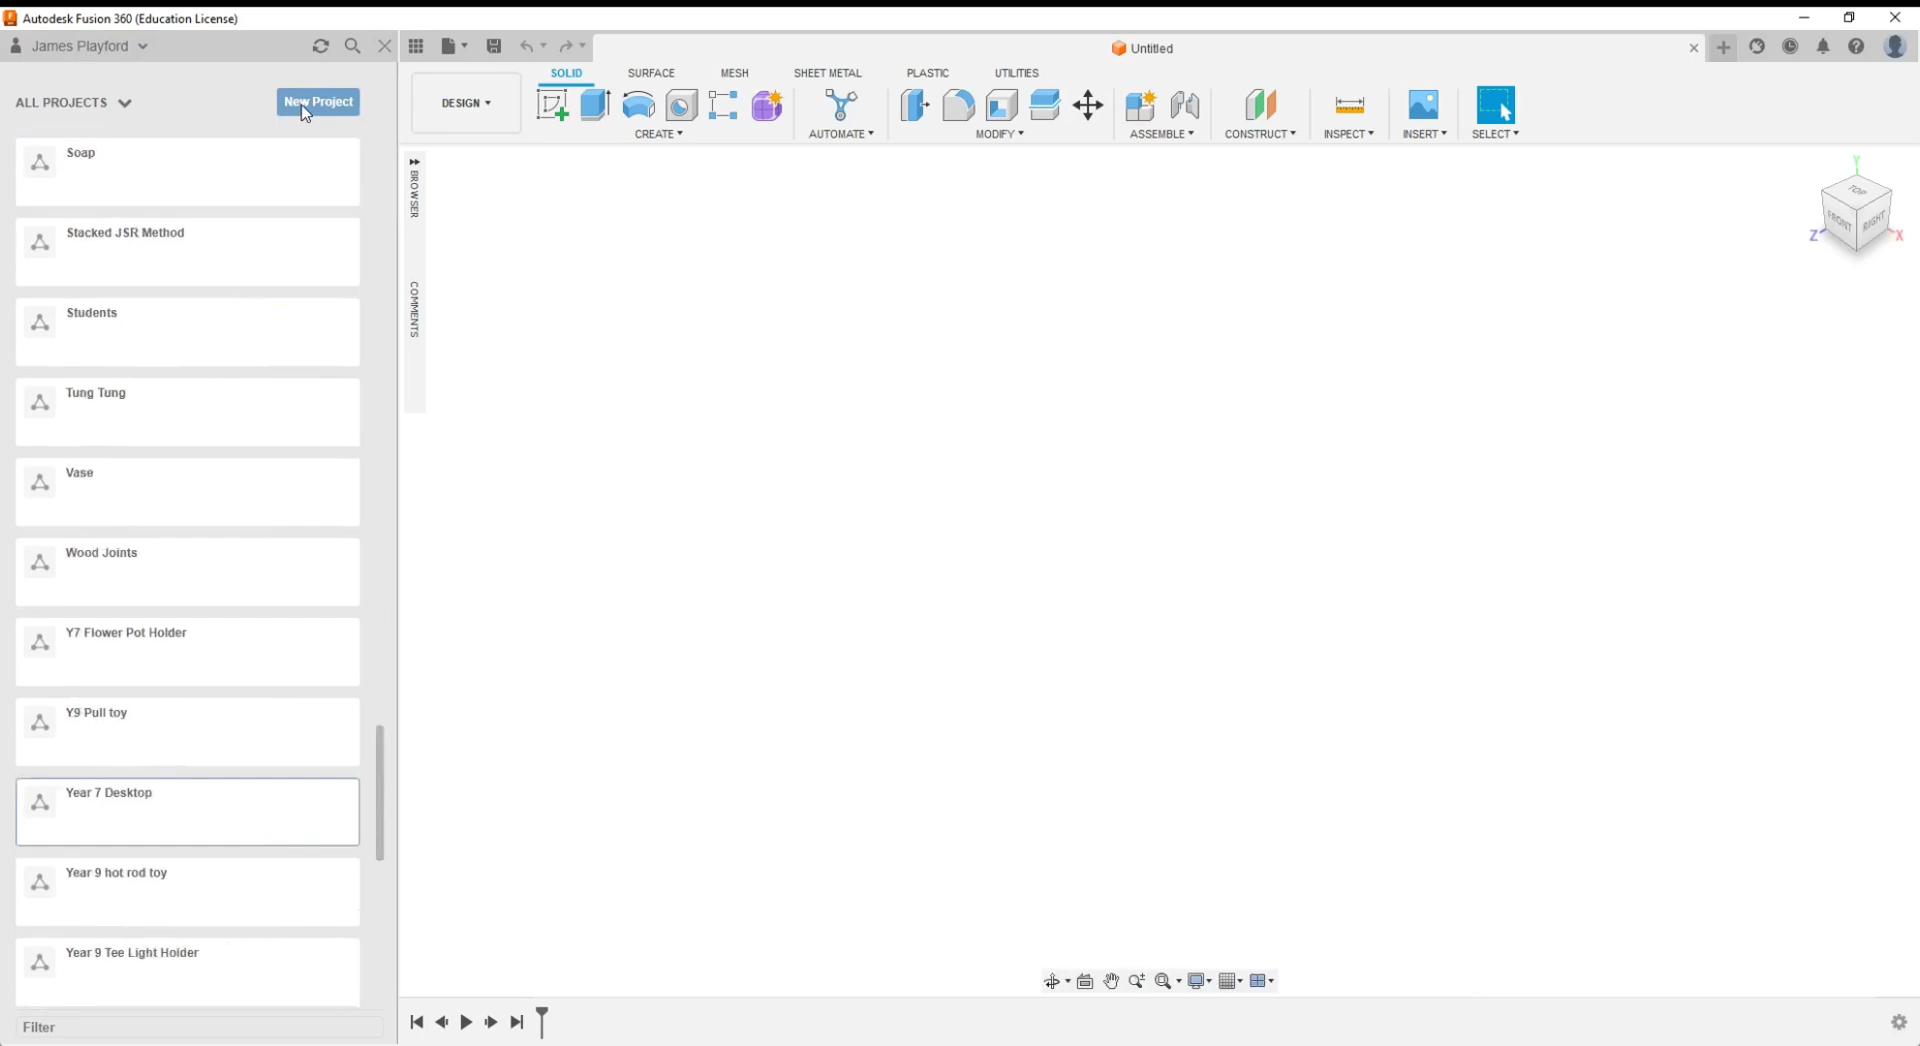 Autodesk Fusion 360 (Education License)
James Playford
Untitled
ALL PROJECTS
New Project
DESIGN
SOLID
SURFACE
MESH
SHEET METAL
PLASTIC
UTILITIES
CREATE
AUTOMATE
MODIFY
ASSEMBLE
CONSTRUCT
INSPECT
INSERT
SELECT
BROWSER
COMMENTS
Y
TOP
FRONT
RIGHT
Z
X
Soap
Stacked JSR Method
Students
Tung Tung
Vase
Wood Joints
Y7 Flower Pot Holder
Y9 Pull toy
Year 7 Desktop
Year 9 hot rod toy
Year 9 Tee Light Holder
Filter